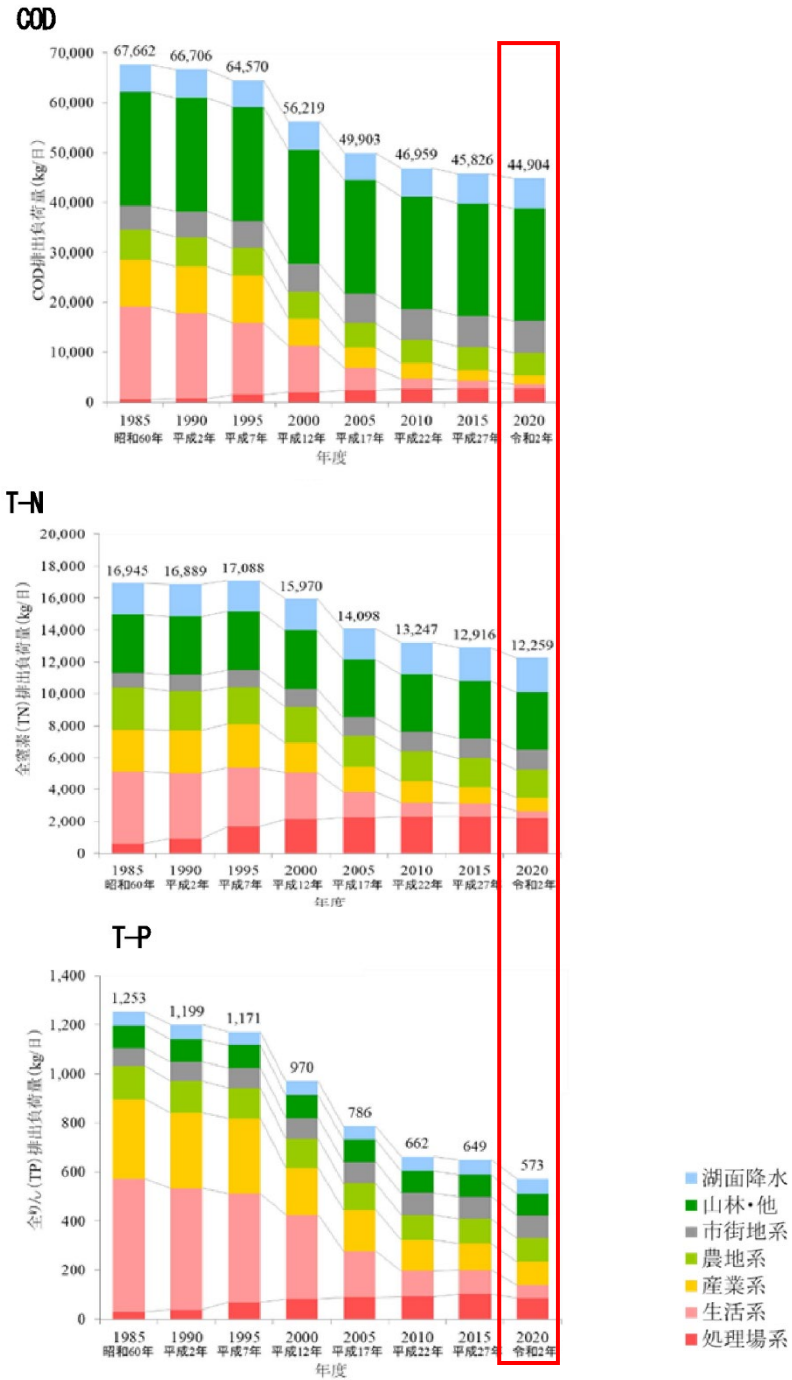 COD
67,662 66,706 64,570 56,219 49,903 46,959 45,826 44,904
COD排出負荷量(kg/日)
70,000
60,000
50,000
40,000
30,000
20,000
10,000
0
1985 1990 1995 2000 2005 2010 2015 2020
昭和60年 平成2年 平成7年 平成12年 平成17年 平成22年 平成27年 令和2年
年度
T-N
16,945 16,889 17,088 15,970 14,098 13,247 12,916 12,259
全窒素(TN)排出負荷量(kg/日)
20,000
18,000
16,000
14,000
12,000
10,000
8,000
6,000
4,000
2,000
0
1985 1990 1995 2000 2005 2010 2015 2020
昭和60年 平成2年 平成7年 平成12年 平成17年 平成22年 平成27年 令和2年
年度
T-P
1,253 1,199 1,171 970 786 662 649 573
全りん(TP)排出負荷量(kg/日)
1,400
1,200
1,000
800
600
400
200
0
1985 1990 1995 2000 2005 2010 2015 2020
昭和60年 平成2年 平成7年 平成12年 平成17年 平成22年 平成27年 令和2年
年度
湖面降水
山林・他
市街地系
農地系
産業系
生活系
処理場系